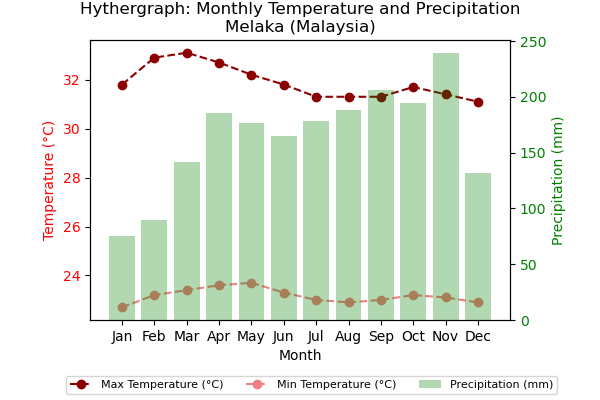 Hythergraph: Monthly Temperature and Precipitation
Melaka (Malaysia)
Temperature (°C)
32
30
28
26
24
250
200
150
100
50
0
Precipitation (mm)
Jan Feb Mar Apr May Jun Jul Aug Sep Oct Nov Dec
Month
Max Temperature (°C) Min Temperature (°C) Precipitation (mm)